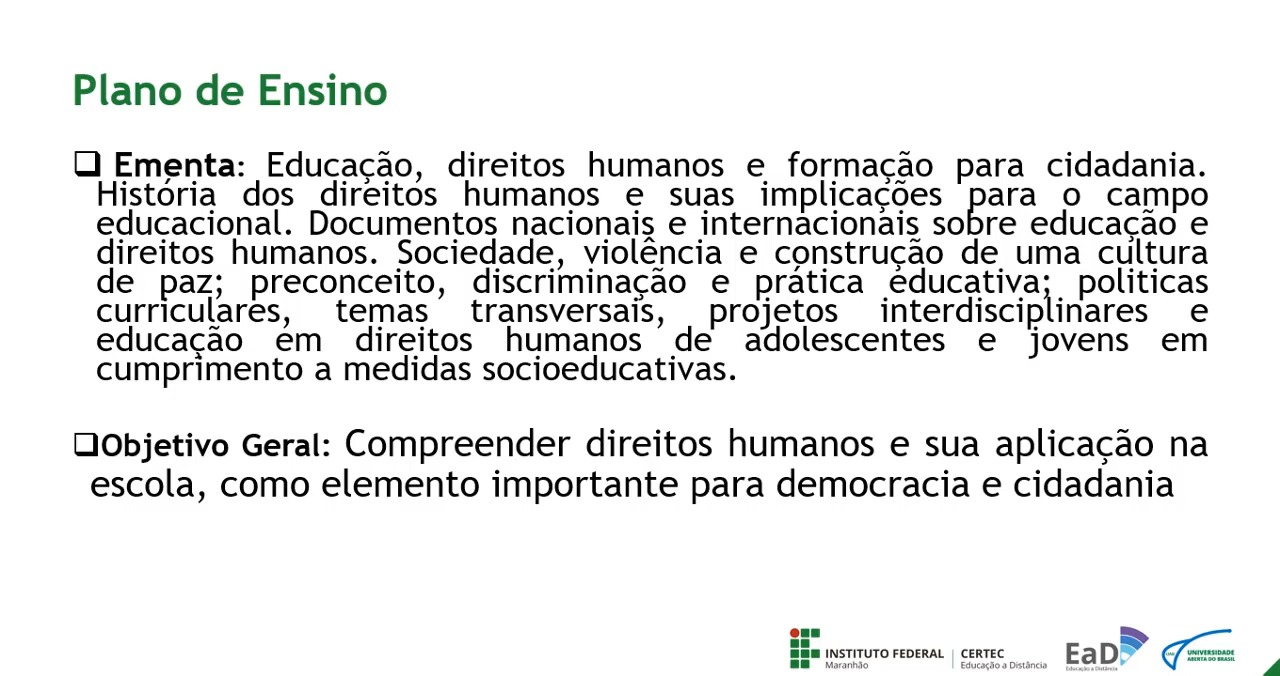 Plano de Ensino
❑ Ementa: Educação, direitos humanos e formação para cidadania.
História dos direitos humanos e suas implicações para o campo
educacional. Documentos nacionais e internacionais sobre educação e
direitos humanos. Sociedade, violência e construção de uma cultura
de paz; preconceito, discriminação e prática educativa; politicas
curriculares, temas transversais, projetos interdisciplinares e
educação em direitos humanos de adolescentes e jovens em
cumprimento a medidas socioeducativas.
❑Objetivo Geral: Compreender direitos humanos e sua aplicação na
escola, como elemento importante para democracia e cidadania
INSTITUTO FEDERAL
Maranhão
CERTEC
Educação a Distância
EaD
Educação a Distância
UAB
UNIVERSIDADE
ABERTA DO BRASIL